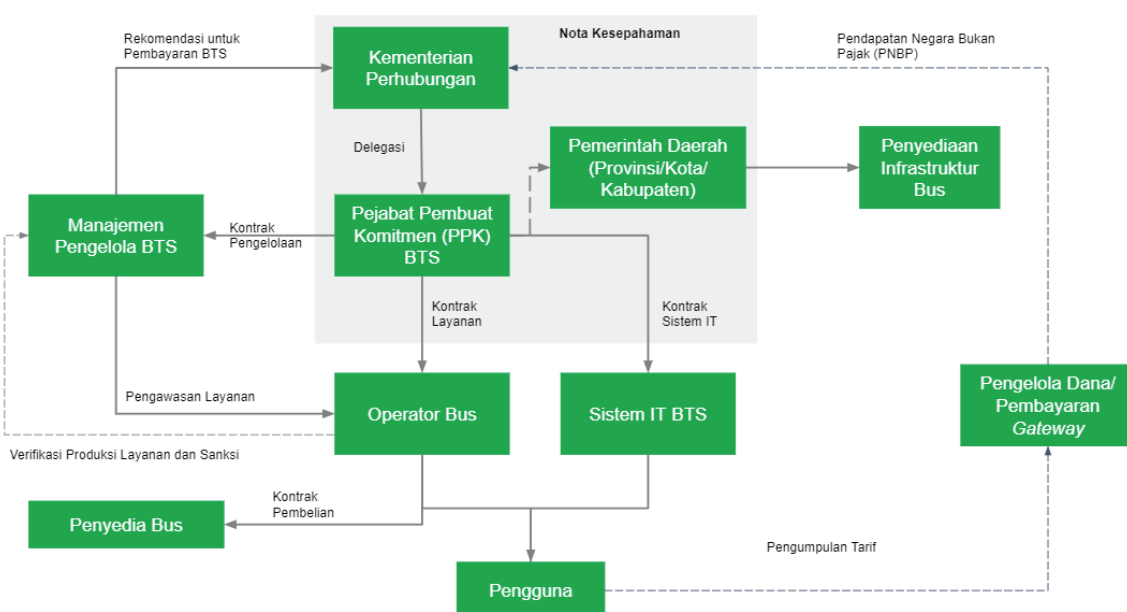 Rekomendasi untuk
Pembayaran BTS
Nota Kesepahaman
Pendapatan Negara Bukan
Pajak (PNBP)
Kementerian
Perhubungan
Delegasi
Pemerintah Daerah
(Provinsi/Kota/
Kabupaten)
Penyediaan
Infrastruktur
Bus
Manajemen
Pengelola BTS
Kontrak
Pengelolaan
Pejabat Pembuat
Komitmen (PPK)
BTS
Kontrak
Layanan
Kontrak
Sistem IT
Pengawasan Layanan
Operator Bus
Sistem IT BTS
Pengelola Dana/
Pembayaran
Gateway
Verifikasi Produksi Layanan dan Sanksi
Penyedia Bus
Kontrak
Pembelian
Pengumpulan Tarif
Pengguna